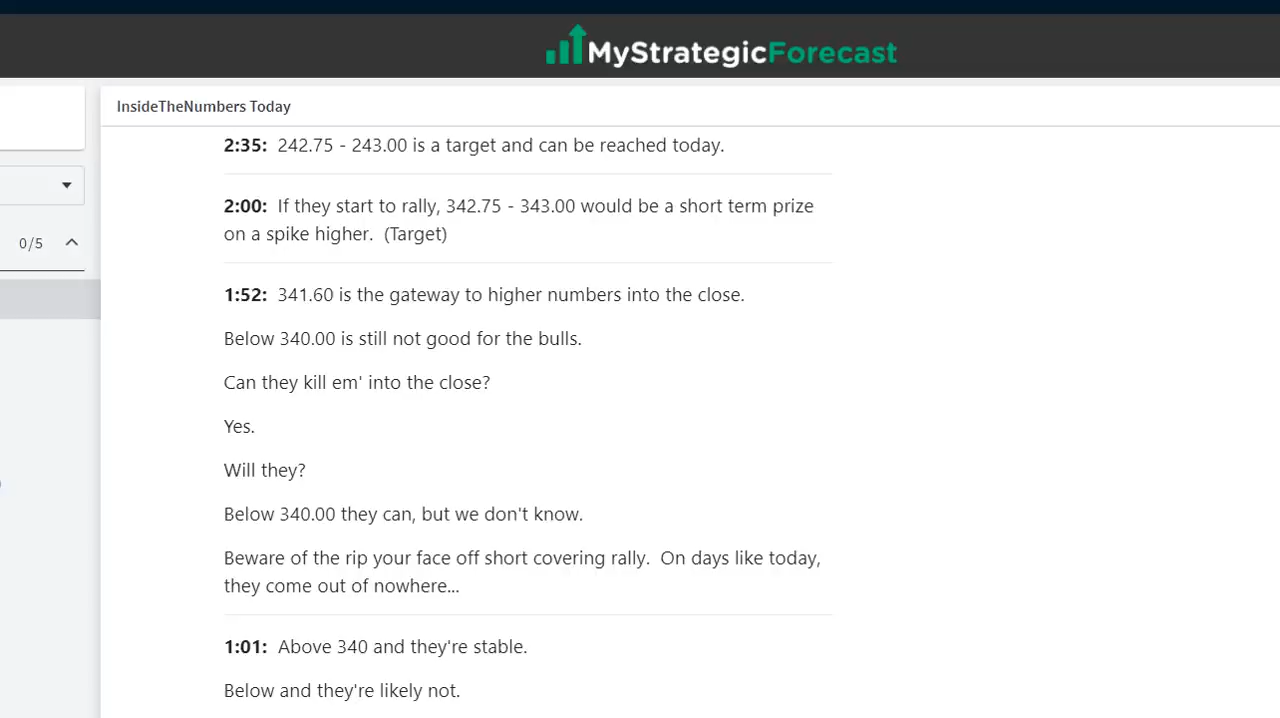 MyStrategicForecast
InsideTheNumbers Today
2:35: 242.75 - 243.00 is a target and can be reached today.
2:00: If they start to rally, 342.75 - 343.00 would be a short term prize
on a spike higher. (Target)
0/5
1:52: 341.60 is the gateway to higher numbers into the close.
Below 340.00 is still not good for the bulls.
Can they kill em' into the close?
Yes.
Will they?
Below 340.00 they can, but we don't know.
Beware of the rip your face off short covering rally. On days like today,
they come out of nowhere...
1:01: Above 340 and they're stable.
Below and they're likely not.